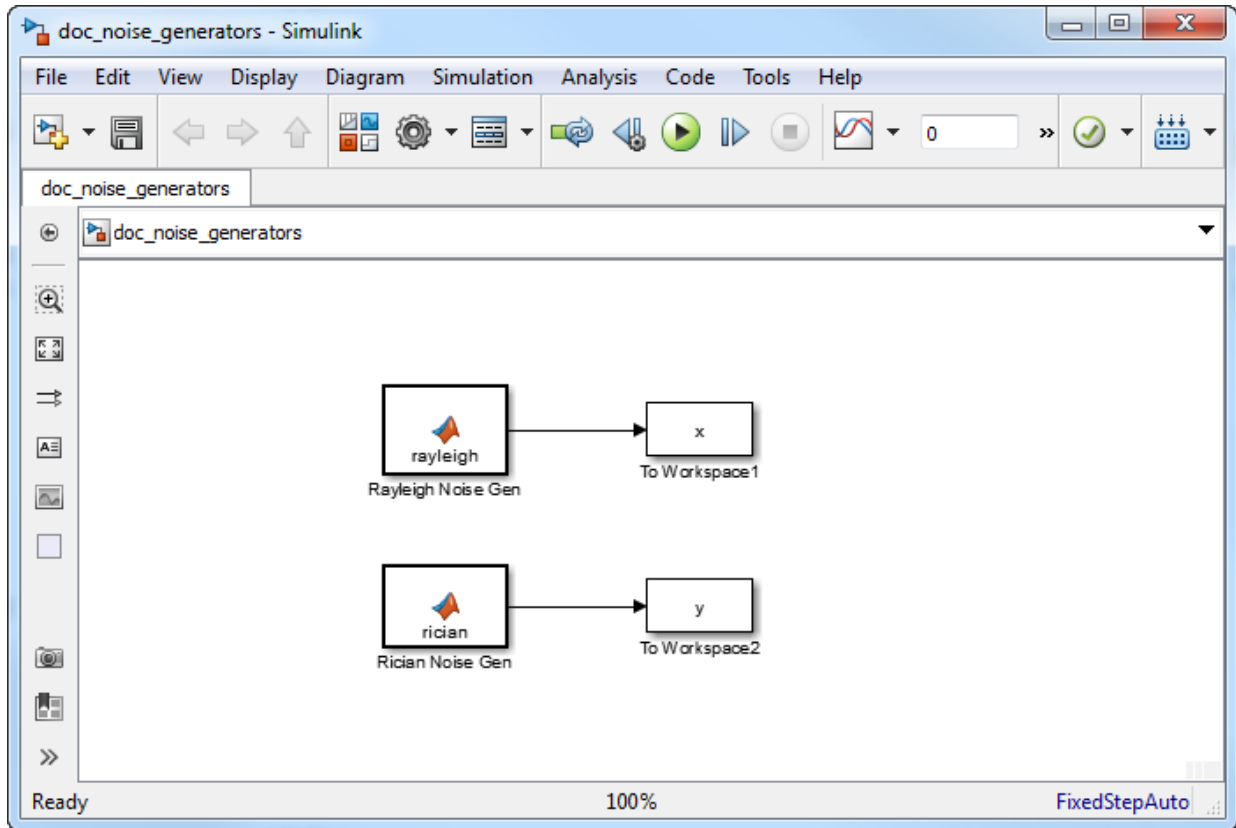 doc_noise_generators - Simulink
File Edit View Display Diagram Simulation Analysis Code Tools Help
0 »
doc_noise_generators
doc_noise_generators
A
rayleigh
Rayleigh Noise Gen
x
To Workspace1
rician
Rician Noise Gen
y
To Workspace2
»
Ready 100% FixedStepAuto